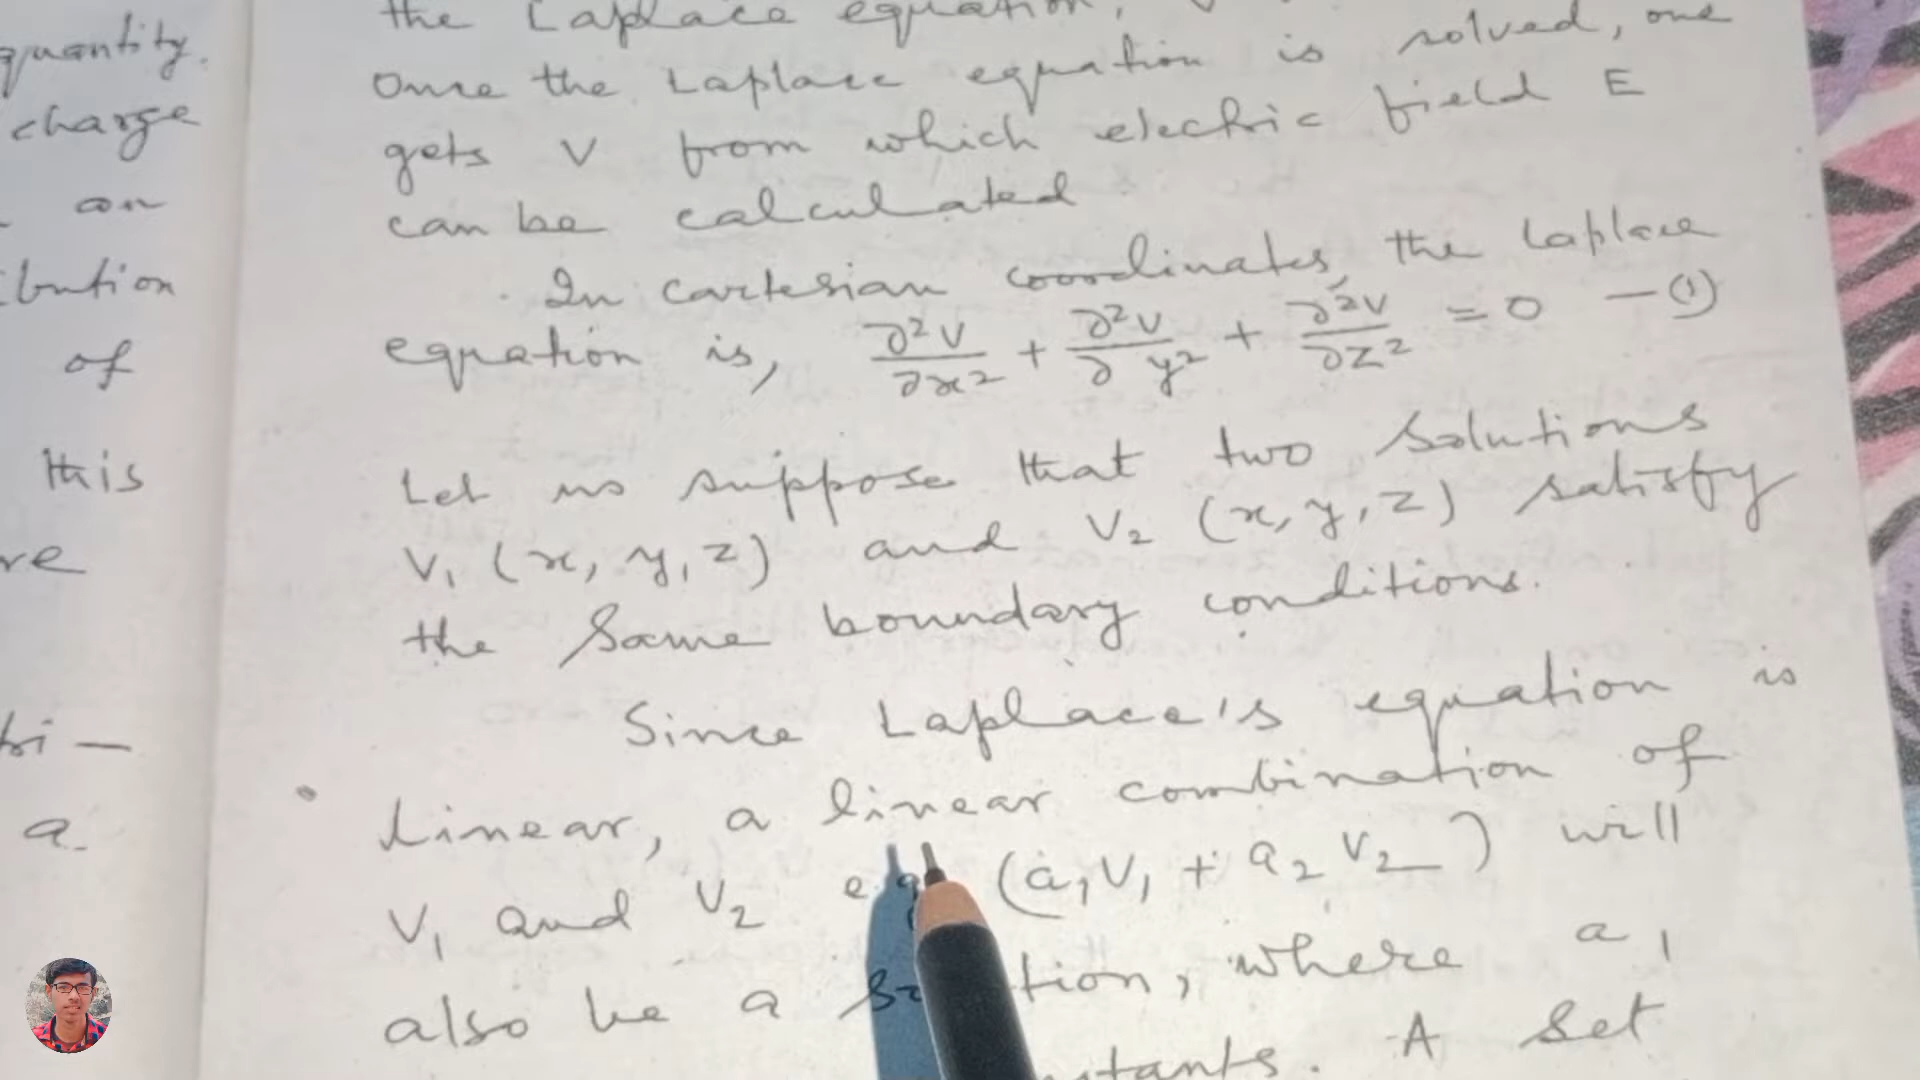 quantity.
charge
an
bution
of
this
re
a
the Laplace equation,
Once the Laplace equation is solved, one
gets V from which electric field E
can be calculated
In cartesian coordinates, the Laplace
equation is, ∂²V/∂x² + ∂²V/∂y² + ∂²V/∂z² = 0 —①
Let us suppose that two solutions
V₁ (x, y, z) and V₂ (x, y, z) satisfy
the same boundary conditions.
Since Laplace's equation is
linear, a linear combination of
V₁ and V₂ (a₁V₁ + a₂V₂) will
also be a where a₁
A set